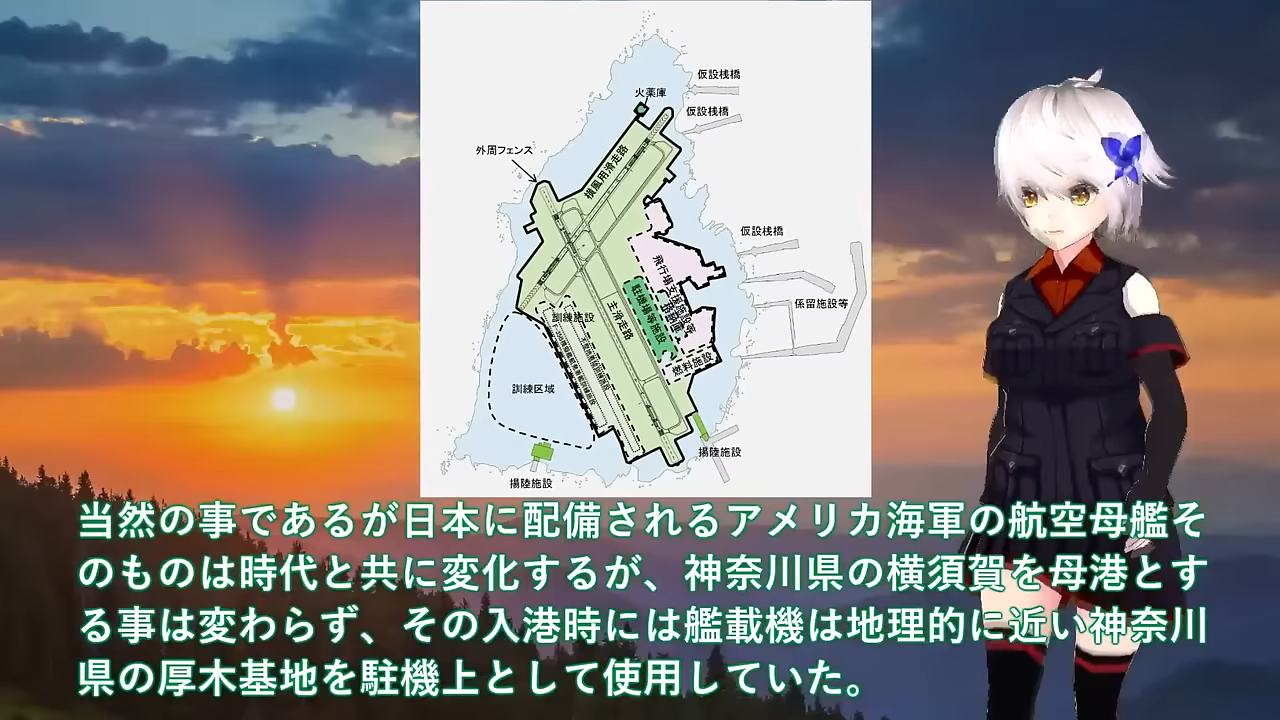 仮設桟橋
火薬庫
仮設桟橋
外周フェンス
横風用滑走路
仮設桟橋
飛行場支援施設等
駐機場等施設
係留施設等
訓練施設
主滑走路
燃料施設
訓練区域
揚陸施設
揚陸施設
当然の事であるが日本に配備されるアメリカ海軍の航空母艦そ
のものは時代と共に変化するが、神奈川県の横須賀を母港とす
る事は変わらず、その入港時には艦載機は地理的に近い神奈川
県の厚木基地を駐機上として使用していた。